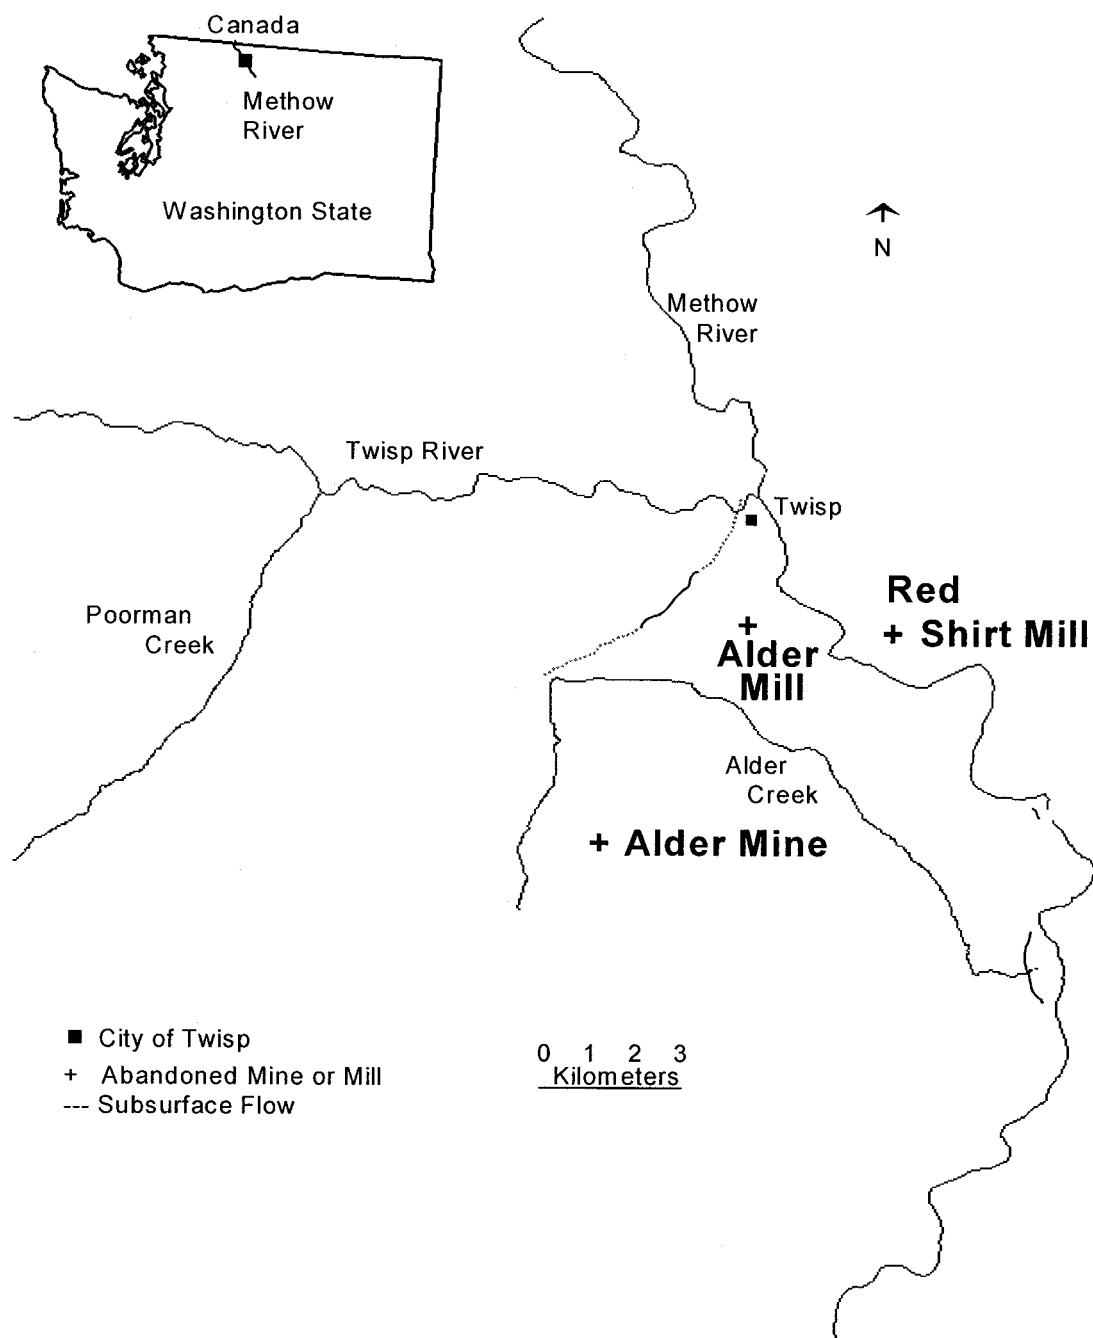 Canada
Methow
River
Washington State
N
Methow
River
Twisp River
Twisp
Poorman
Creek
Red
+ Shirt Mill
+
Alder
Mill
Alder
Creek
+ Alder Mine
■ City of Twisp
+ Abandoned Mine or Mill
--- Subsurface Flow
0 1 2 3
Kilometers